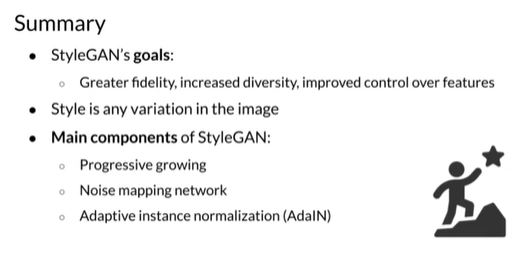 Summary
• StyleGAN's goals:
○ Greater fidelity, increased diversity, improved control over features
• Style is any variation in the image
• Main components of StyleGAN:
○ Progressive growing
○ Noise mapping network
○ Adaptive instance normalization (AdaIN)